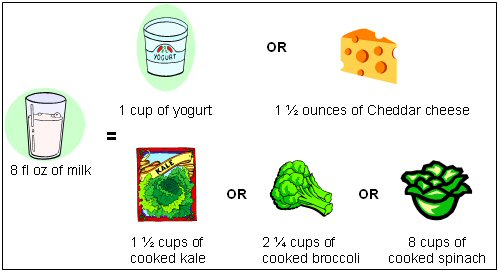 YOGURT
OR
1 cup of yogurt
1 ½ ounces of Cheddar cheese
8 fl oz of milk
=
KALE
OR
OR
1 ½ cups of
cooked kale
2 ¼ cups of
cooked broccoli
8 cups of
cooked spinach